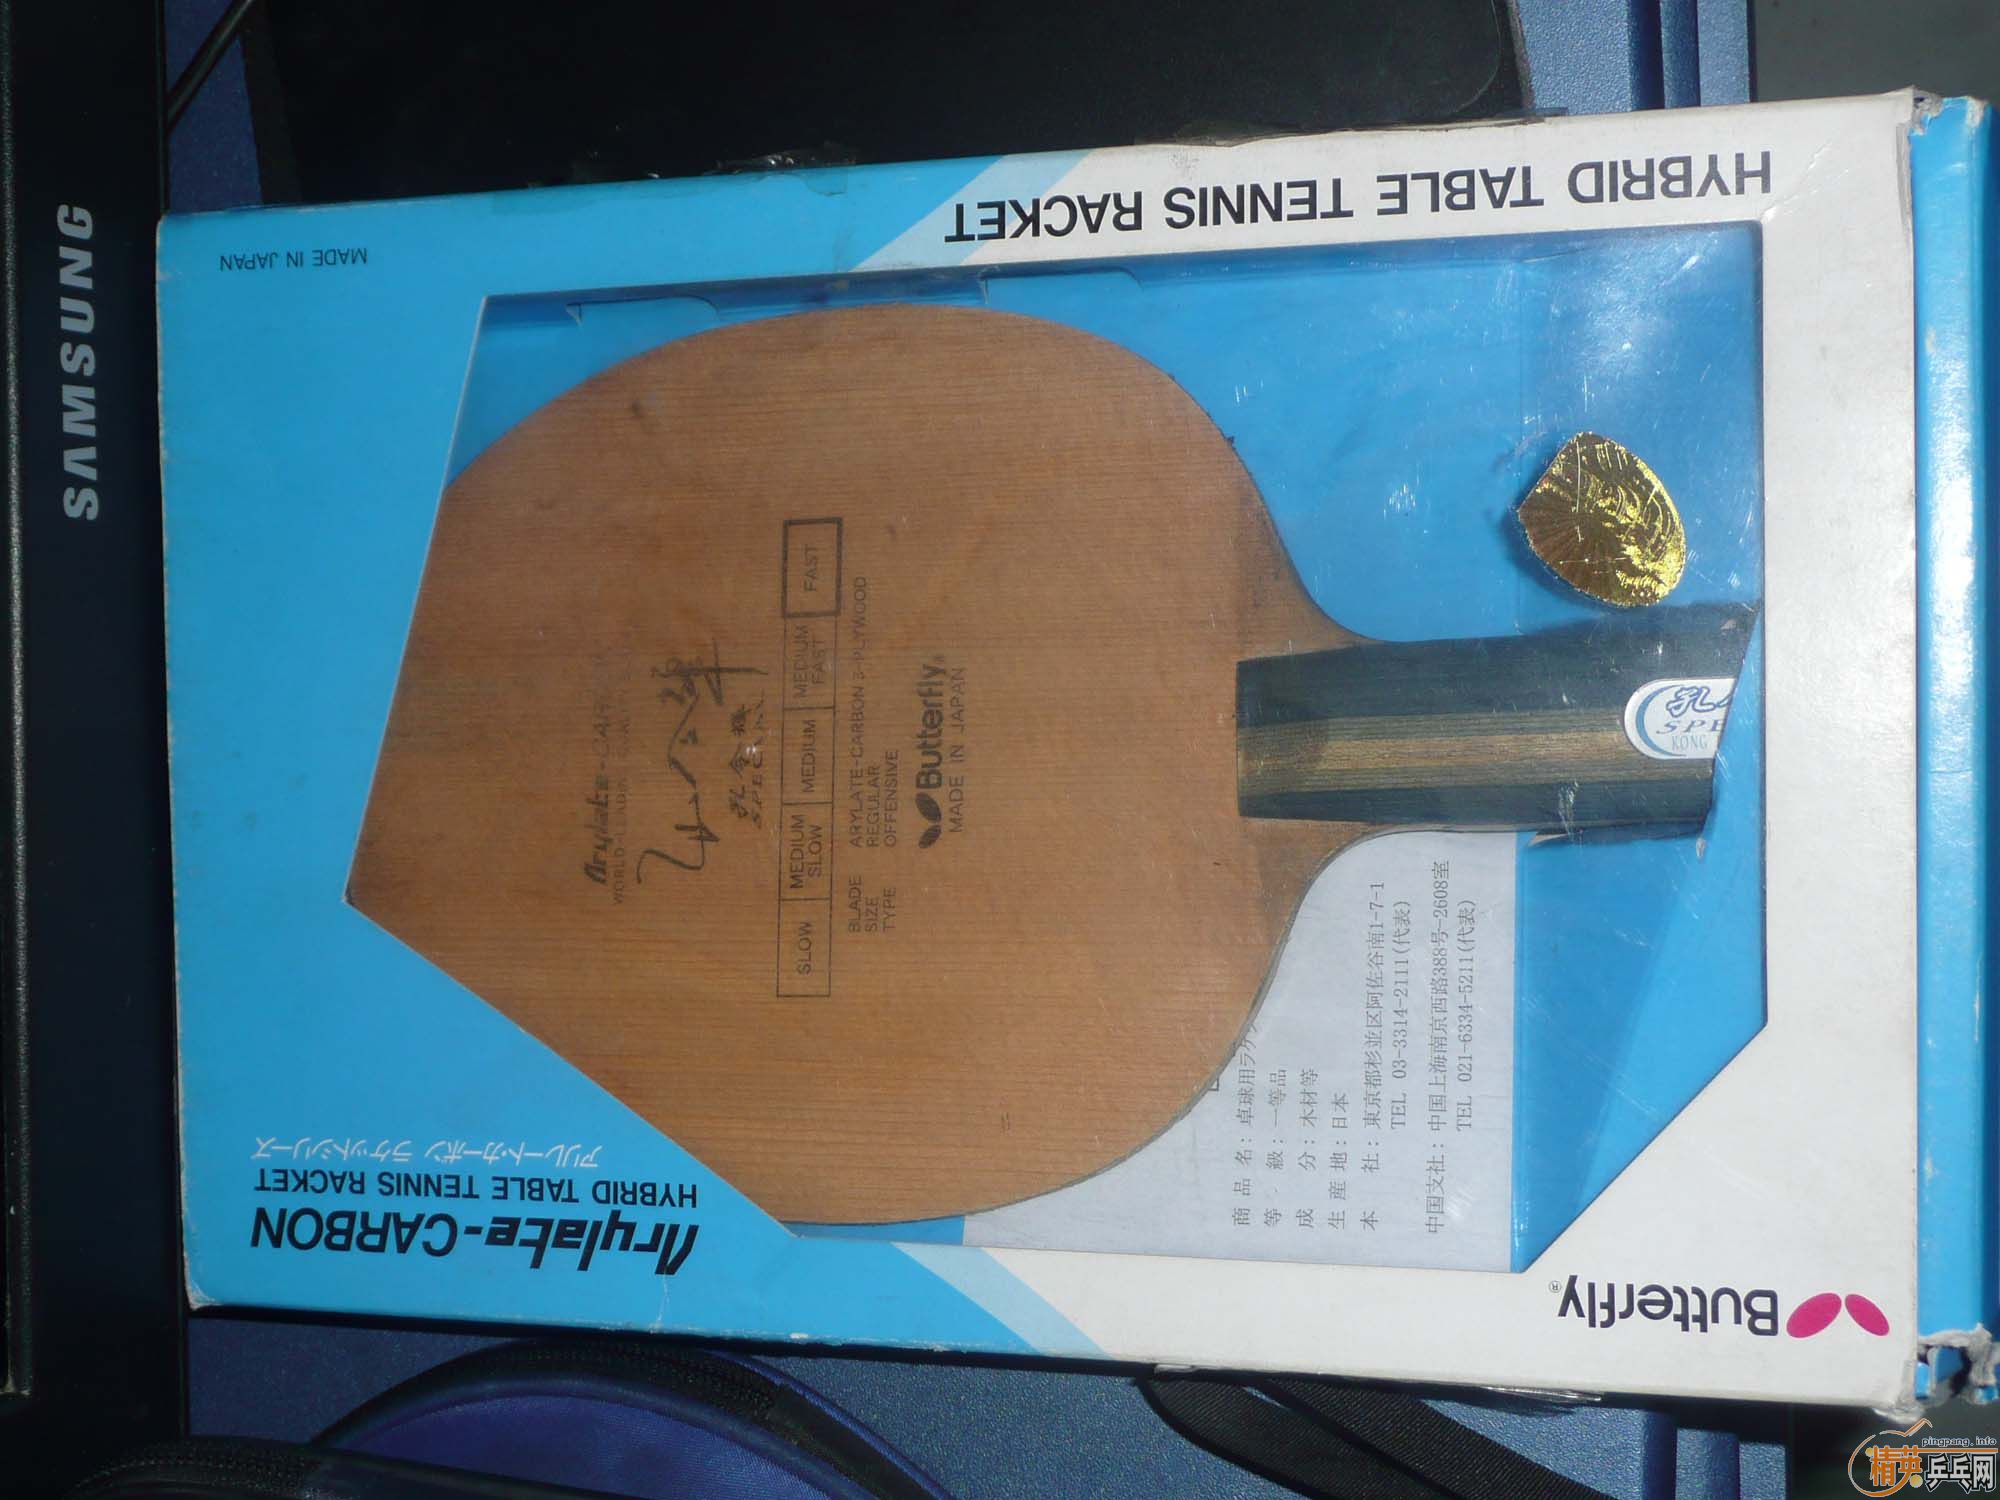 SAMSUNG
HYBRID TABLE TENNIS RACKET
MADE IN JAPAN
Arylate-CARBON
HYBRID TABLE TENNIS RACKET
アリレート・カーボン ラケットシリーズ
Butterfly®
Arylate-CARBON
孔令輝
SPECIAL
SLOW MEDIUM SLOW MEDIUM MEDIUM FAST FAST
BLADE ARYLATE-CARBON 3-PLYWOOD
SIZE REGULAR
TYPE OFFENSIVE
Butterfly
MADE IN JAPAN
孔
SPE
KONG
商品名：卓球用ラケ
等 級：一等品
成 分：木材等
生産地：日本
本 社：東京都杉並区阿佐谷南1-7-1
TEL 03-3314-2111(代表)
中国支社：中国上海南京西路388号-2608室
TEL 021-6334-5211(代表)
pingpang.info
精英乒乓网